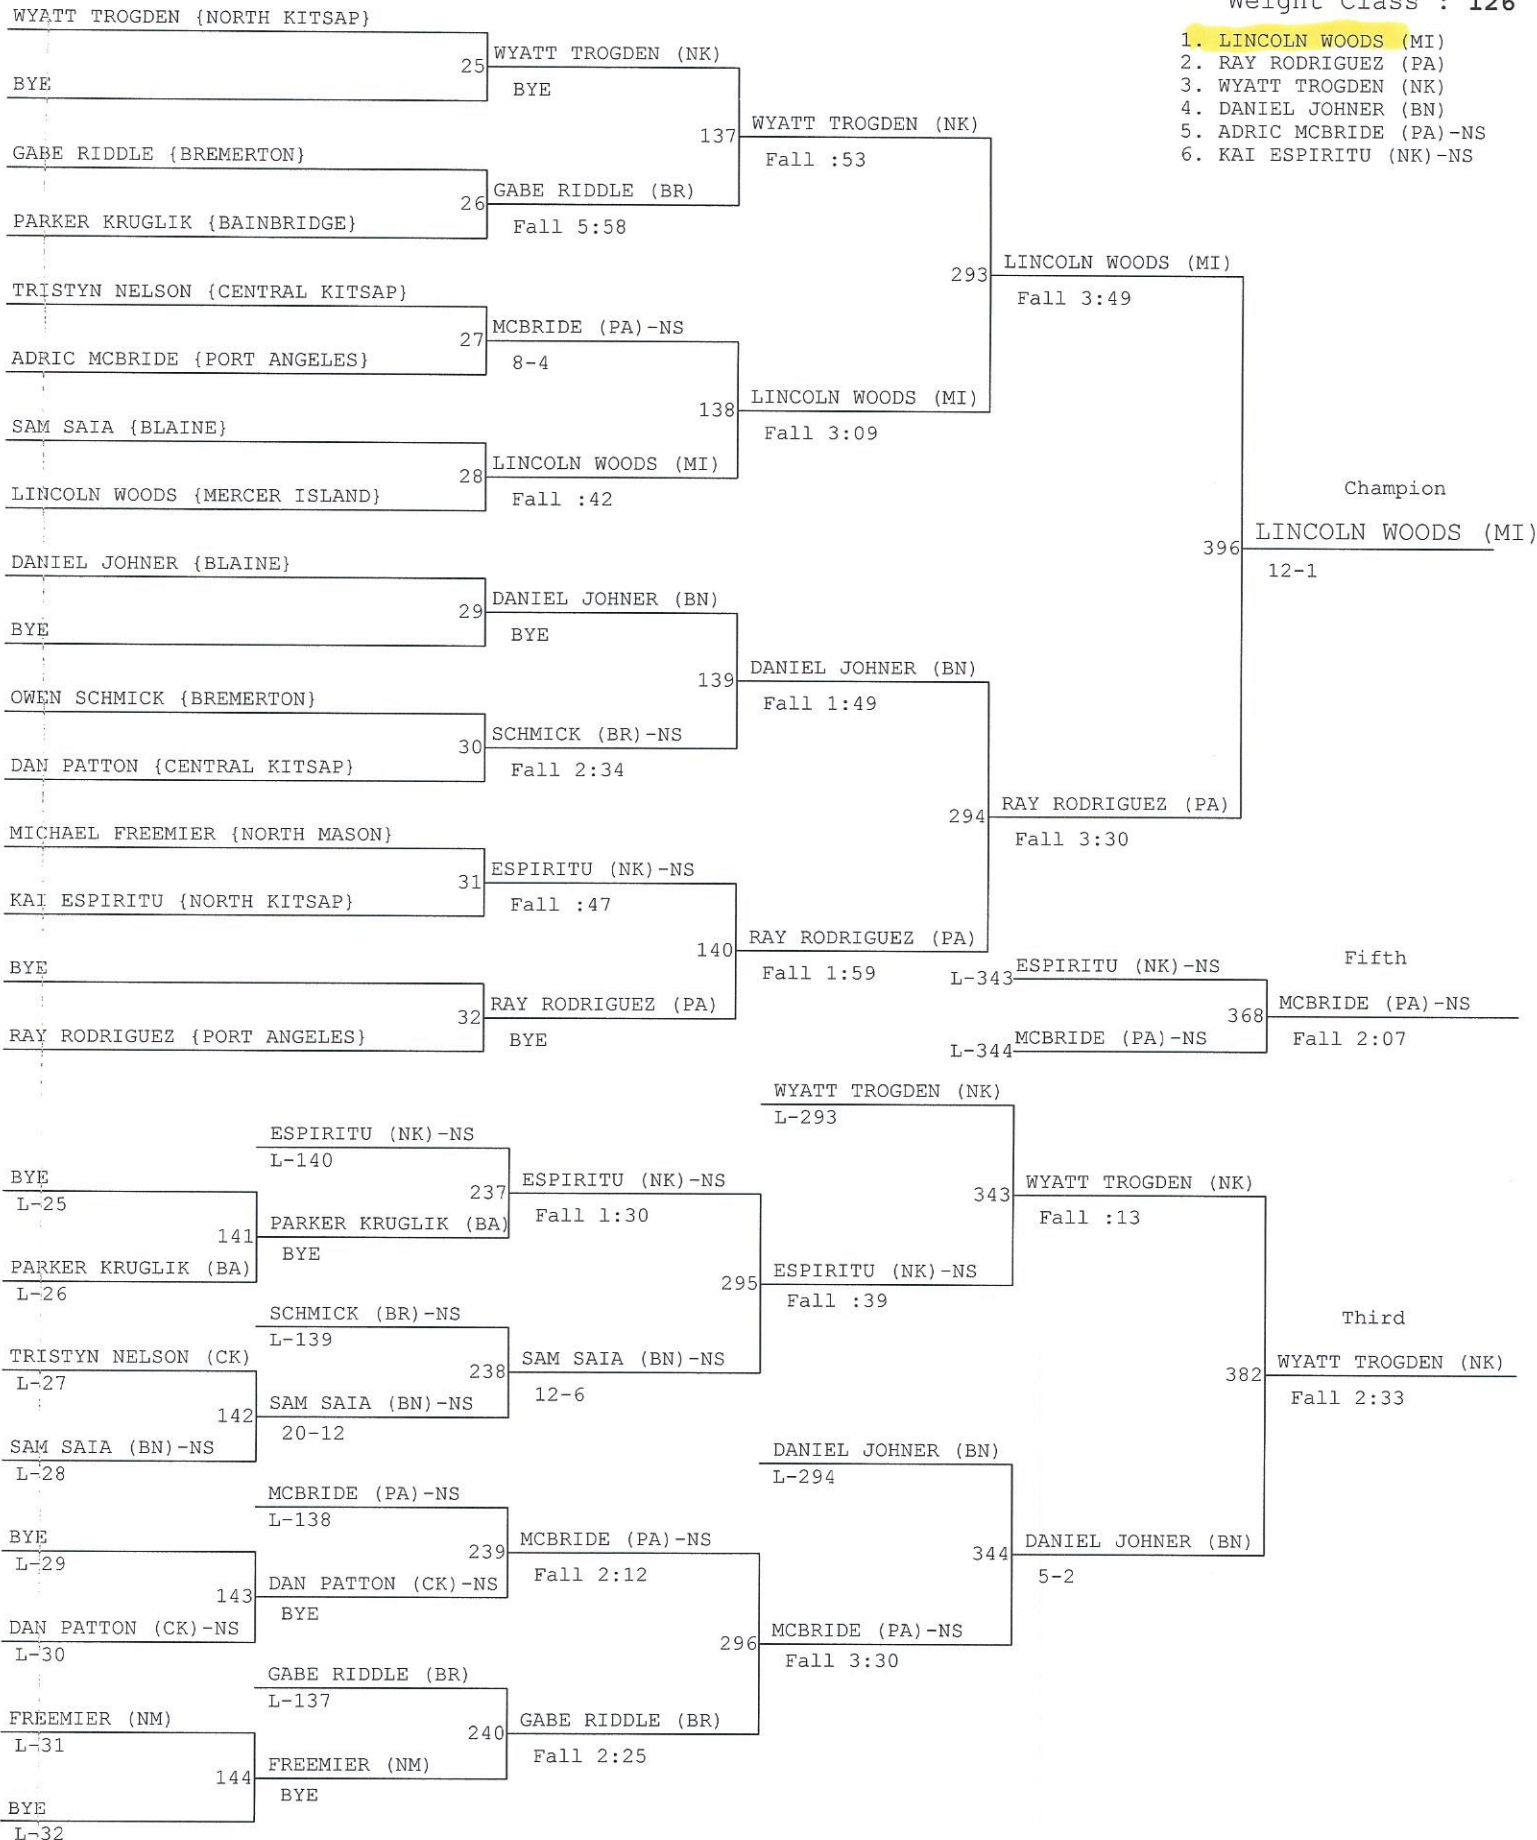 Weight Class : 126
1. LINCOLN WOODS (MI)
2. RAY RODRIGUEZ (PA)
3. WYATT TROGDEN (NK)
4. DANIEL JOHNER (BN)
5. ADRIC MCBRIDE (PA)-NS
6. KAI ESPIRITU (NK)-NS
WYATT TROGDEN {NORTH KITSAP}
BYE
GABE RIDDLE {BREMERTON}
PARKER KRUGLIK {BAINBRIDGE}
TRISTYN NELSON {CENTRAL KITSAP}
ADRIC MCBRIDE {PORT ANGELES}
SAM SAIA {BLAINE}
LINCOLN WOODS {MERCER ISLAND}
DANIEL JOHNER {BLAINE}
BYE
OWEN SCHMICK {BREMERTON}
DAN PATTON {CENTRAL KITSAP}
MICHAEL FREEMIER {NORTH MASON}
KAI ESPIRITU {NORTH KITSAP}
BYE
RAY RODRIGUEZ {PORT ANGELES}
25 WYATT TROGDEN (NK)
BYE
26 GABE RIDDLE (BR)
Fall 5:58
27 MCBRIDE (PA)-NS
8-4
28 LINCOLN WOODS (MI)
Fall :42
29 DANIEL JOHNER (BN)
BYE
30 SCHMICK (BR)-NS
Fall 2:34
31 ESPIRITU (NK)-NS
Fall :47
32 RAY RODRIGUEZ (PA)
BYE
137 WYATT TROGDEN (NK)
Fall :53
138 LINCOLN WOODS (MI)
Fall 3:09
139 DANIEL JOHNER (BN)
Fall 1:49
140 RAY RODRIGUEZ (PA)
Fall 1:59
293 LINCOLN WOODS (MI)
Fall 3:49
294 RAY RODRIGUEZ (PA)
Fall 3:30
Champion
396 LINCOLN WOODS (MI)
12-1
Fifth
L-343 ESPIRITU (NK)-NS
L-344 MCBRIDE (PA)-NS
368 MCBRIDE (PA)-NS
Fall 2:07
BYE
L-25
PARKER KRUGLIK (BA)
L-26
TRISTYN NELSON (CK)
L-27
SAM SAIA (BN)-NS
L-28
BYE
L-29
DAN PATTON (CK)-NS
L-30
FREEMIER (NM)
L-31
BYE
L-32
ESPIRITU (NK)-NS
L-140
141 PARKER KRUGLIK (BA)
BYE
SCHMICK (BR)-NS
L-139
142 SAM SAIA (BN)-NS
20-12
MCBRIDE (PA)-NS
L-138
143 DAN PATTON (CK)-NS
BYE
GABE RIDDLE (BR)
L-137
144 FREEMIER (NM)
BYE
237 ESPIRITU (NK)-NS
Fall 1:30
238 SAM SAIA (BN)-NS
12-6
239 MCBRIDE (PA)-NS
Fall 2:12
240 GABE RIDDLE (BR)
Fall 2:25
WYATT TROGDEN (NK)
L-293
295 ESPIRITU (NK)-NS
Fall :39
DANIEL JOHNER (BN)
L-294
296 MCBRIDE (PA)-NS
Fall 3:30
343 WYATT TROGDEN (NK)
Fall :13
344 DANIEL JOHNER (BN)
5-2
Third
382 WYATT TROGDEN (NK)
Fall 2:33